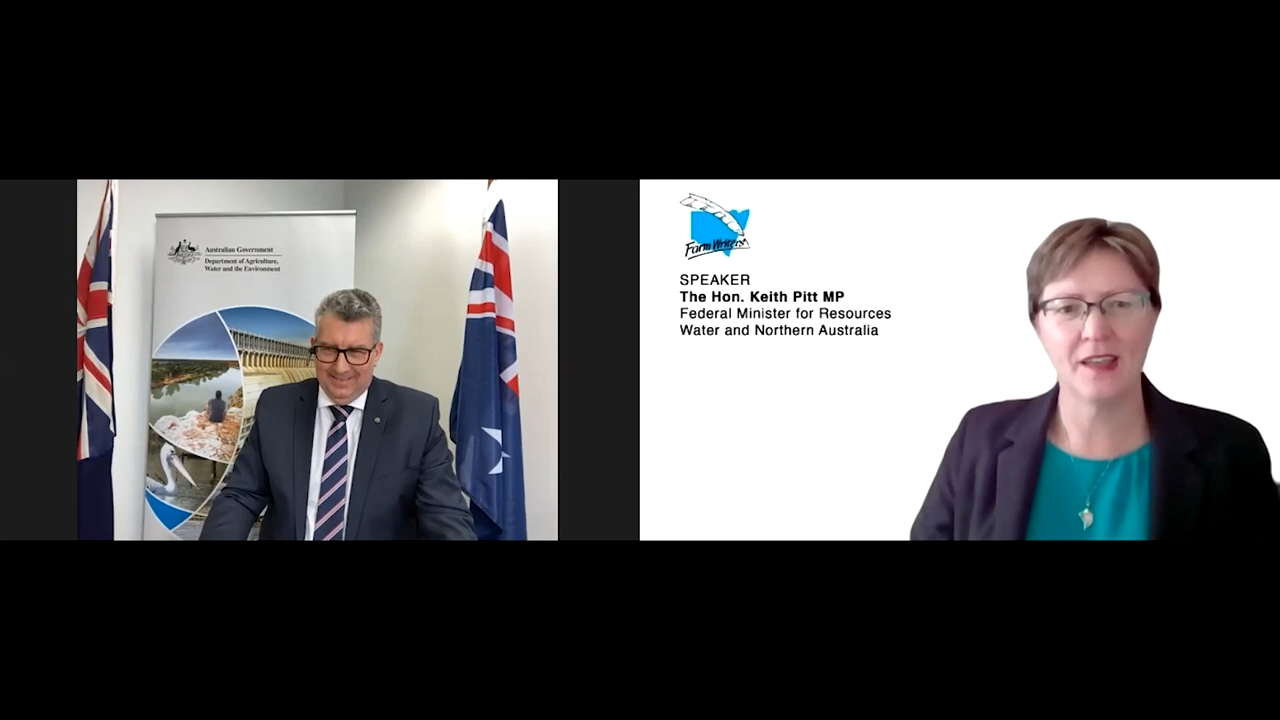 Australian Government
Department of Agriculture,
Water and the Environment
Farm Writers
SPEAKER
The Hon. Keith Pitt MP
Federal Minister for Resources
Water and Northern Australia